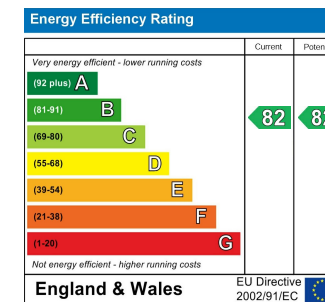 Energy Efficiency Rating
Current
Very energy efficient - lower running costs
(92 plus) A
(81-91) B
82
(69-80) C
(55-68) D
(39-54) E
(21-38) F
(1-20) G
Not energy efficient - higher running costs
England & Wales
EU Directive
2002/91/EC